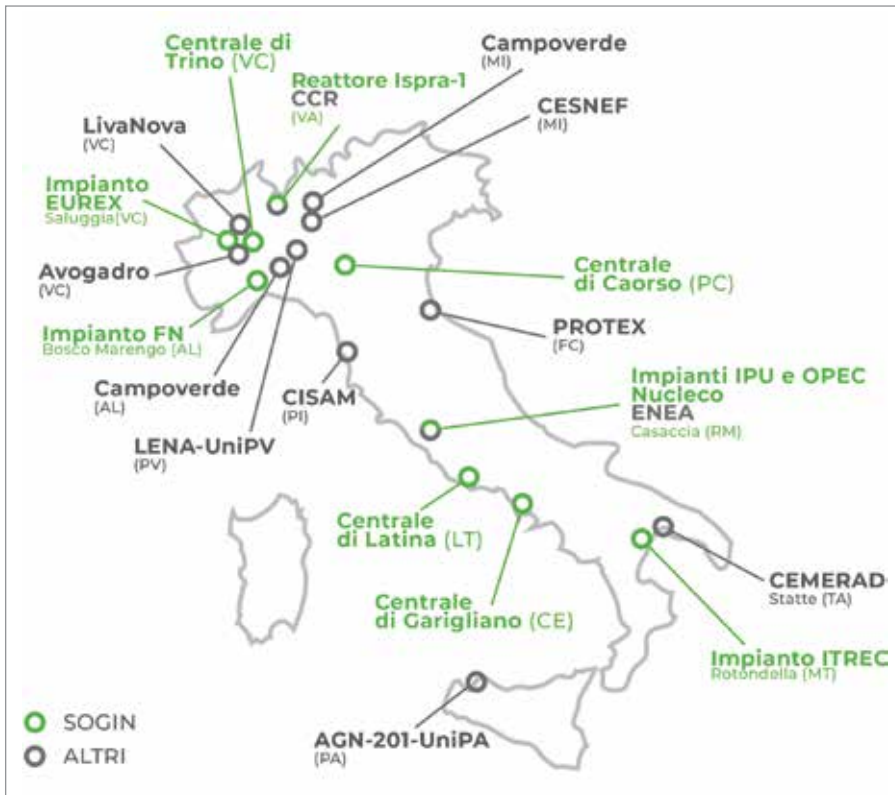 Centrale di
Trino (VC)
Campoverde
(MI)
Reattore Ispra-1
CCR
(VA)
CESNEF
(MI)
LivaNova
(VC)
Impianto
EUREX
Saluggia(VC)
Avogadro
(VC)
Centrale
di Caorso (PC)
Impianto FN
Bosco Marengo (AL)
PROTEX
(FC)
Campoverde
(AL)
CISAM
(PI)
Impianti IPU e OPEC
Nucleco
ENEA
Casaccia (RM)
LENA-UniPV
(PV)
Centrale
di Latina (LT)
CEMERAD
Statte (TA)
Centrale
di Garigliano (CE)
Impianto ITREC
Rotondella (MT)
AGN-201-UniPA
(PA)
SOGIN
ALTRI